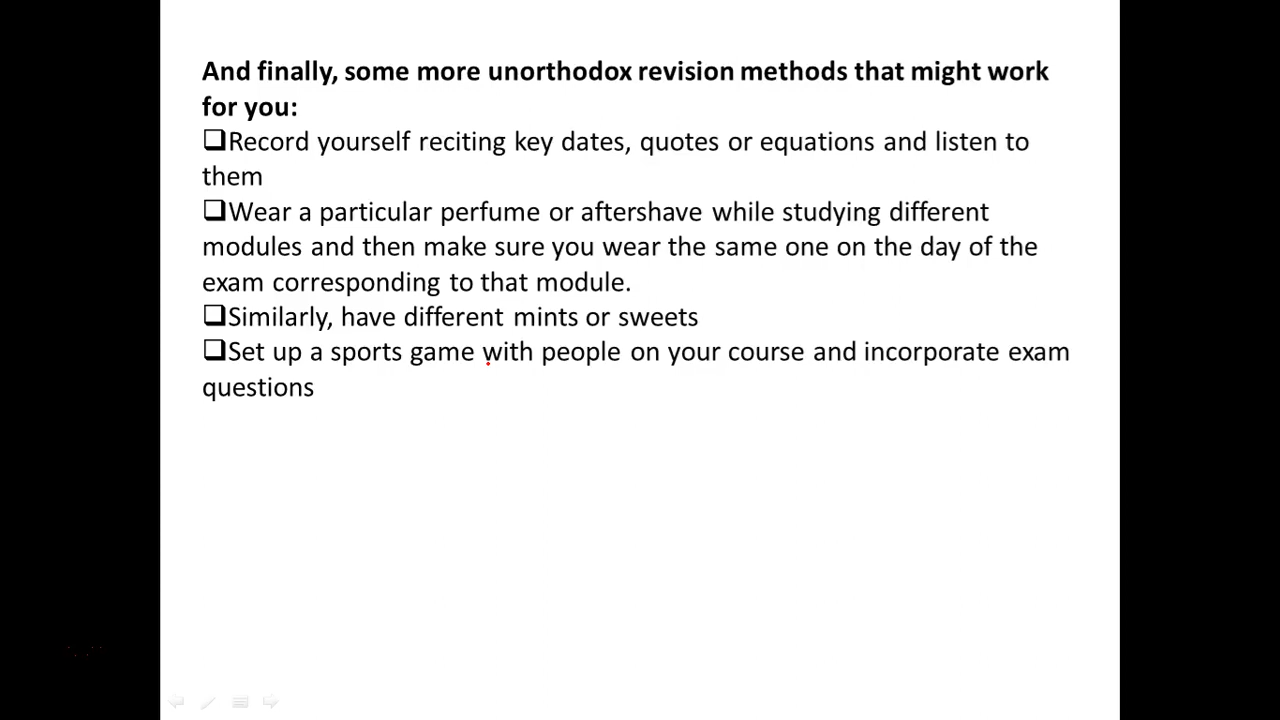 And finally, some more unorthodox revision methods that might work
for you:
❑Record yourself reciting key dates, quotes or equations and listen to
them
❑Wear a particular perfume or aftershave while studying different
modules and then make sure you wear the same one on the day of the
exam corresponding to that module.
❑Similarly, have different mints or sweets
❑Set up a sports game with people on your course and incorporate exam
questions